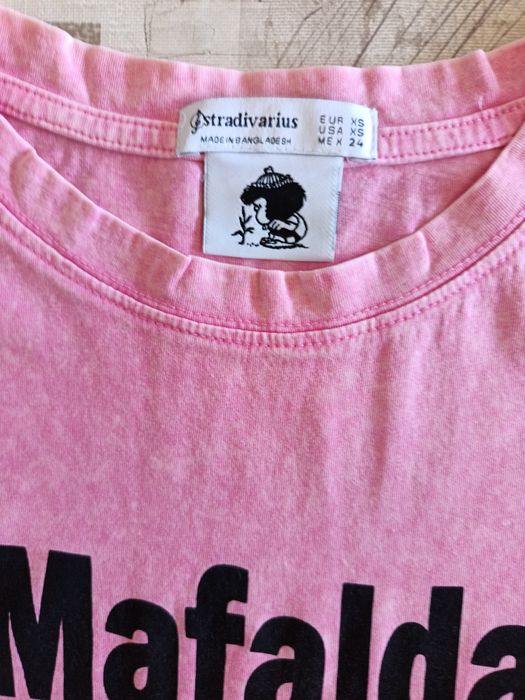 stradivarius
MADE IN BANGLADESH
EUR XS
USA XS
MEX 24
Mafalda